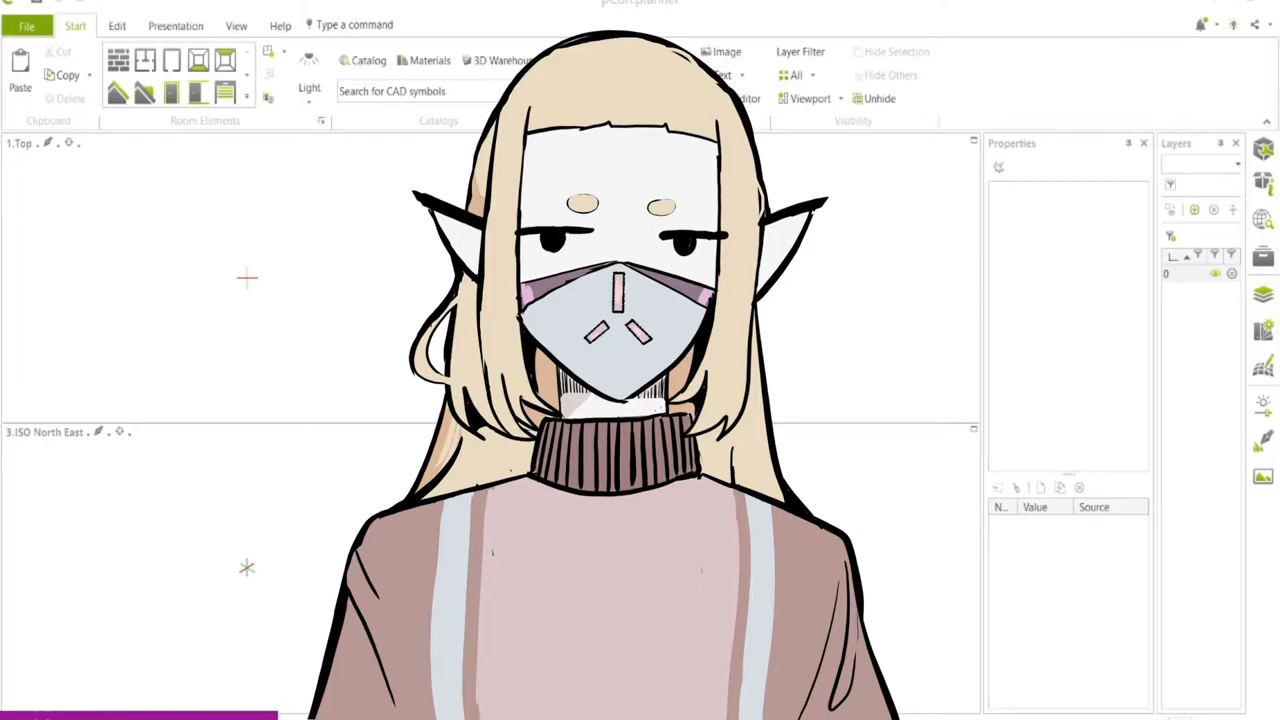 File Start Edit Presentation View Help Type a command
Cut
Copy
Paste
Delete
Clipboard
Room Elements
Light
Catalog Materials 3D Warehou
Search for CAD symbols
Catalogs
Image
Text
ditor
Layer Filter
All
Viewport
Hide Selection
Hide Others
Unhide
Visibility
1.Top
3.ISO North East
Properties
N... Value Source
Layers
L...
0